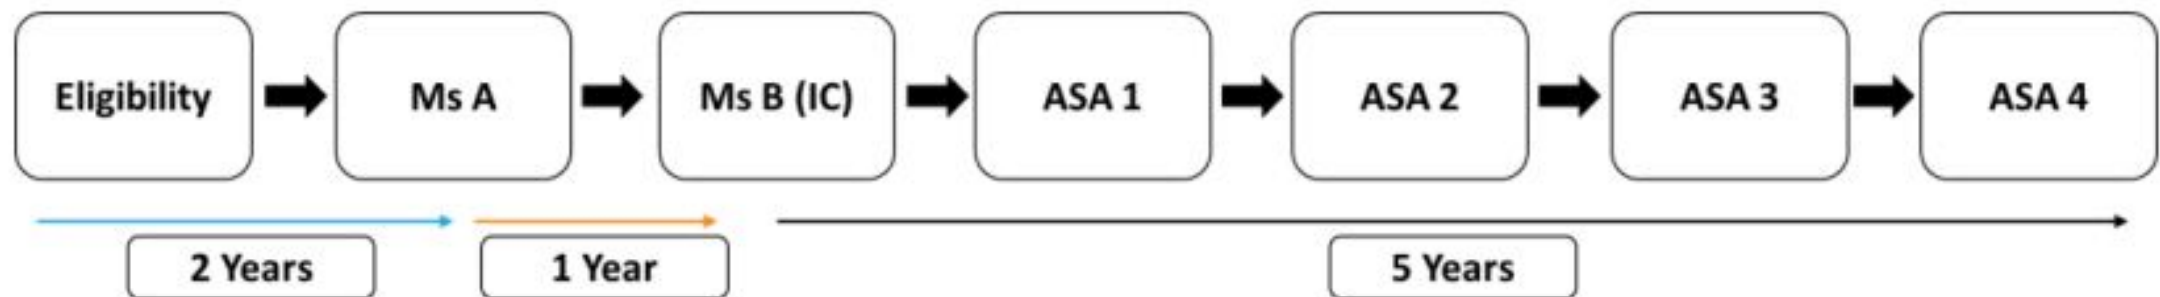 Eligibility
Ms A
Ms B (IC)
ASA 1
ASA 2
ASA 3
ASA 4
2 Years
1 Year
5 Years